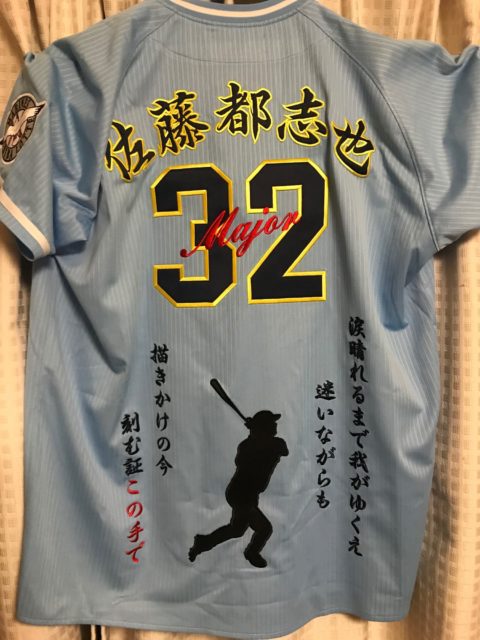 佐藤都志也
32
Major
涙晴れるまで我がゆくえ
迷いながらも
描きかけの今
刻む証この手で